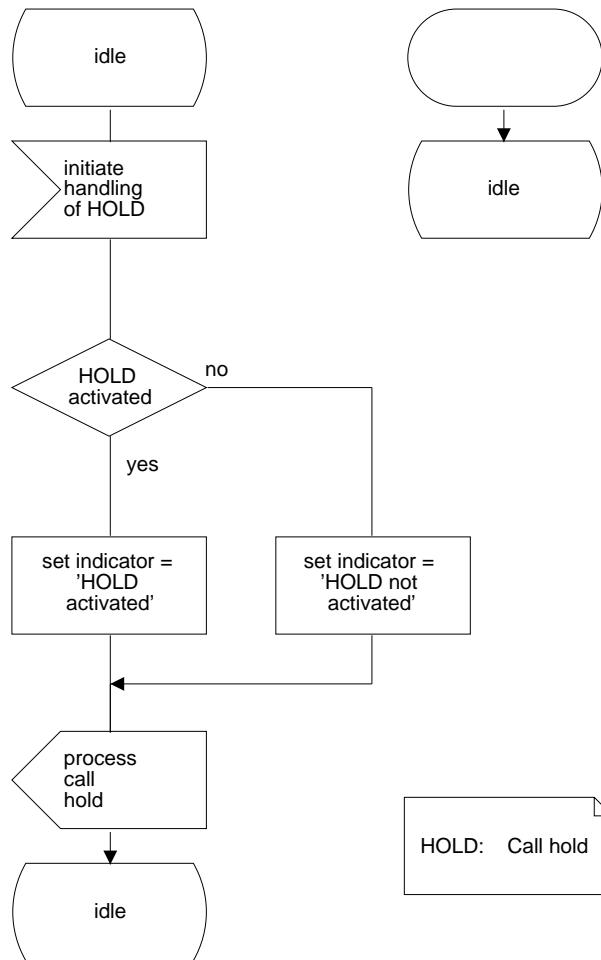 idle
initiate
handling
of HOLD
idle
HOLD
activated
no
yes
set indicator =
'HOLD
activated'
set indicator =
'HOLD not
activated'
process
call
hold
HOLD: Call hold
idle